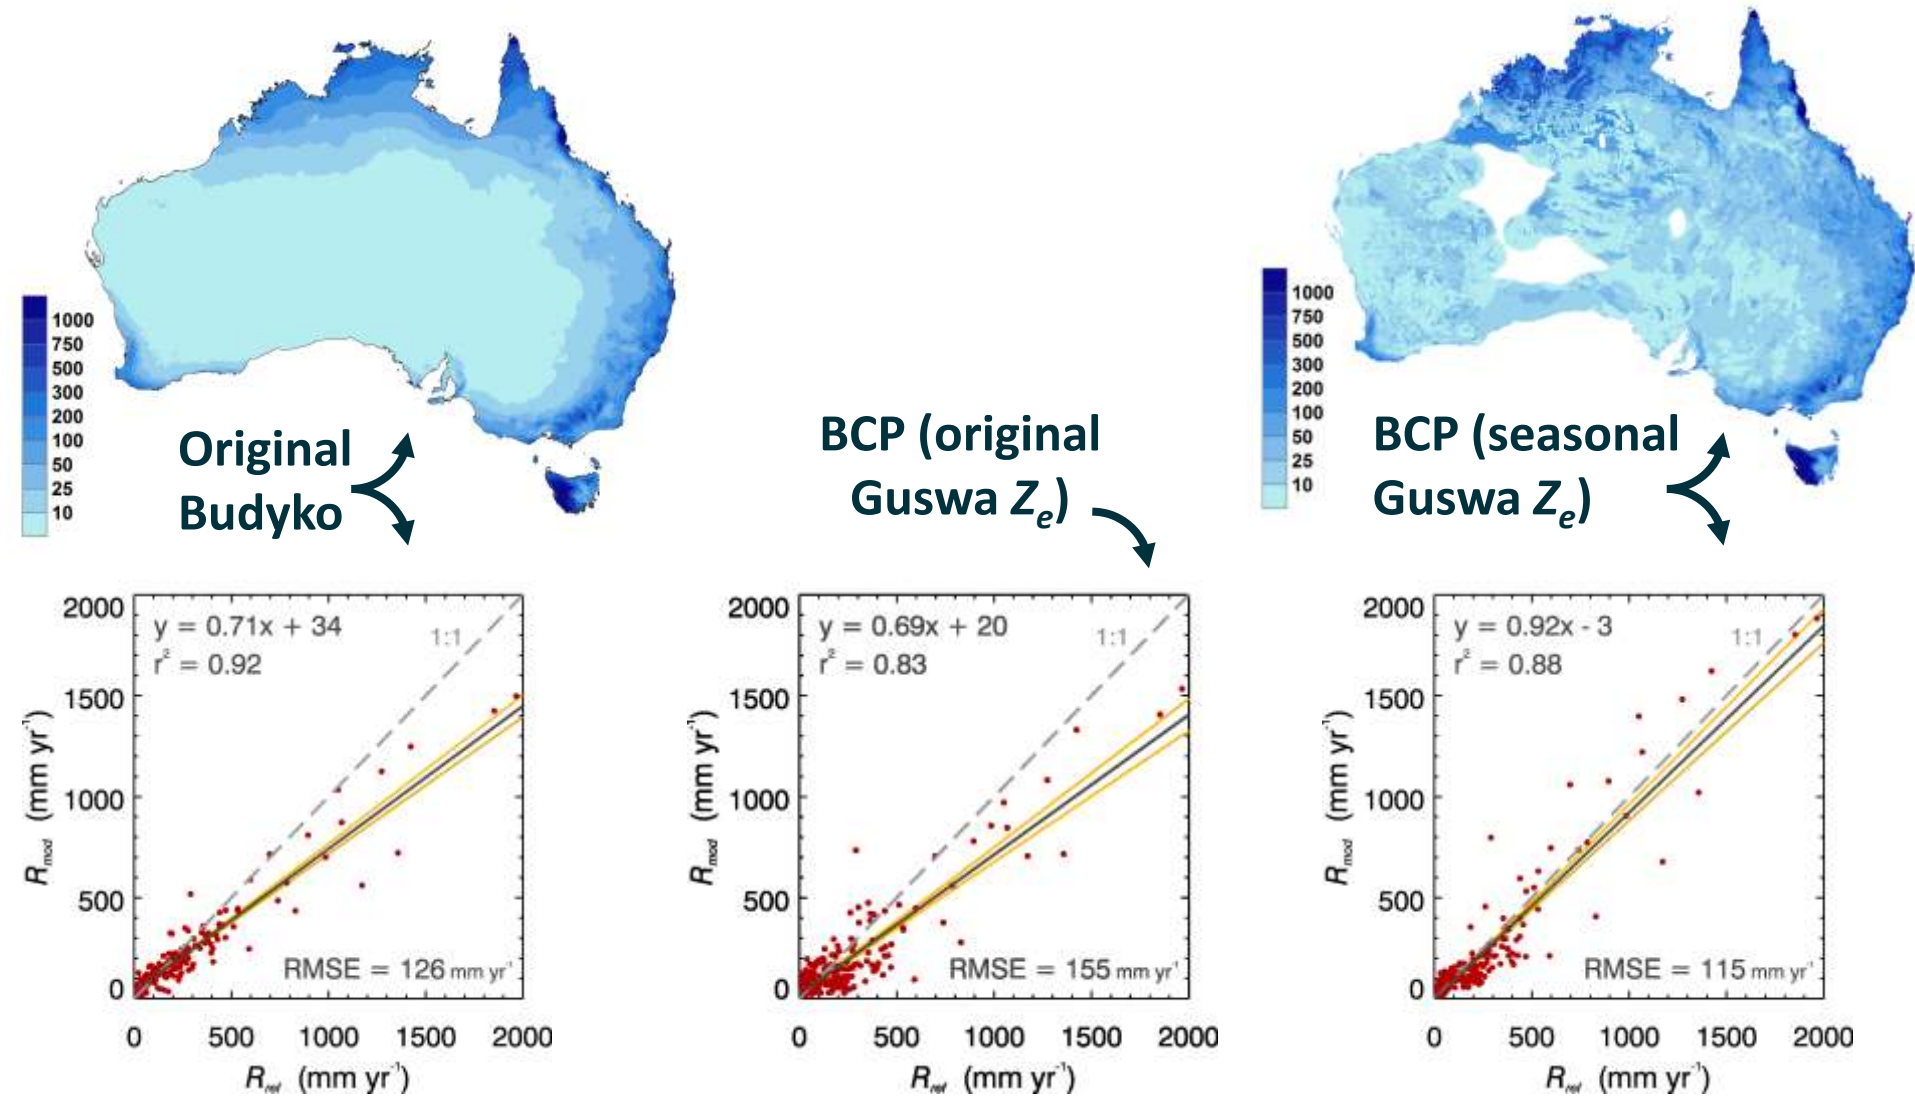 1000
750
500
300
200
100
50
25
10
Original
Budyko
BCP (original
Guswa Ze)
1000
750
500
300
200
100
50
25
10
BCP (seasonal
Guswa Ze)
y = 0.71x + 34
r² = 0.92
1:1
RMSE = 126 mm yr⁻¹
2000
1500
1000
500
0
Rmod (mm yr⁻¹)
0 500 1000 1500 2000
Rref (mm yr⁻¹)
y = 0.69x + 20
r² = 0.83
1:1
RMSE = 155 mm yr⁻¹
2000
1500
1000
500
0
Rmod (mm yr⁻¹)
0 500 1000 1500 2000
Rref (mm yr⁻¹)
y = 0.92x - 3
r² = 0.88
1:1
RMSE = 115 mm yr⁻¹
2000
1500
1000
500
0
Rmod (mm yr⁻¹)
0 500 1000 1500 2000
Rref (mm yr⁻¹)